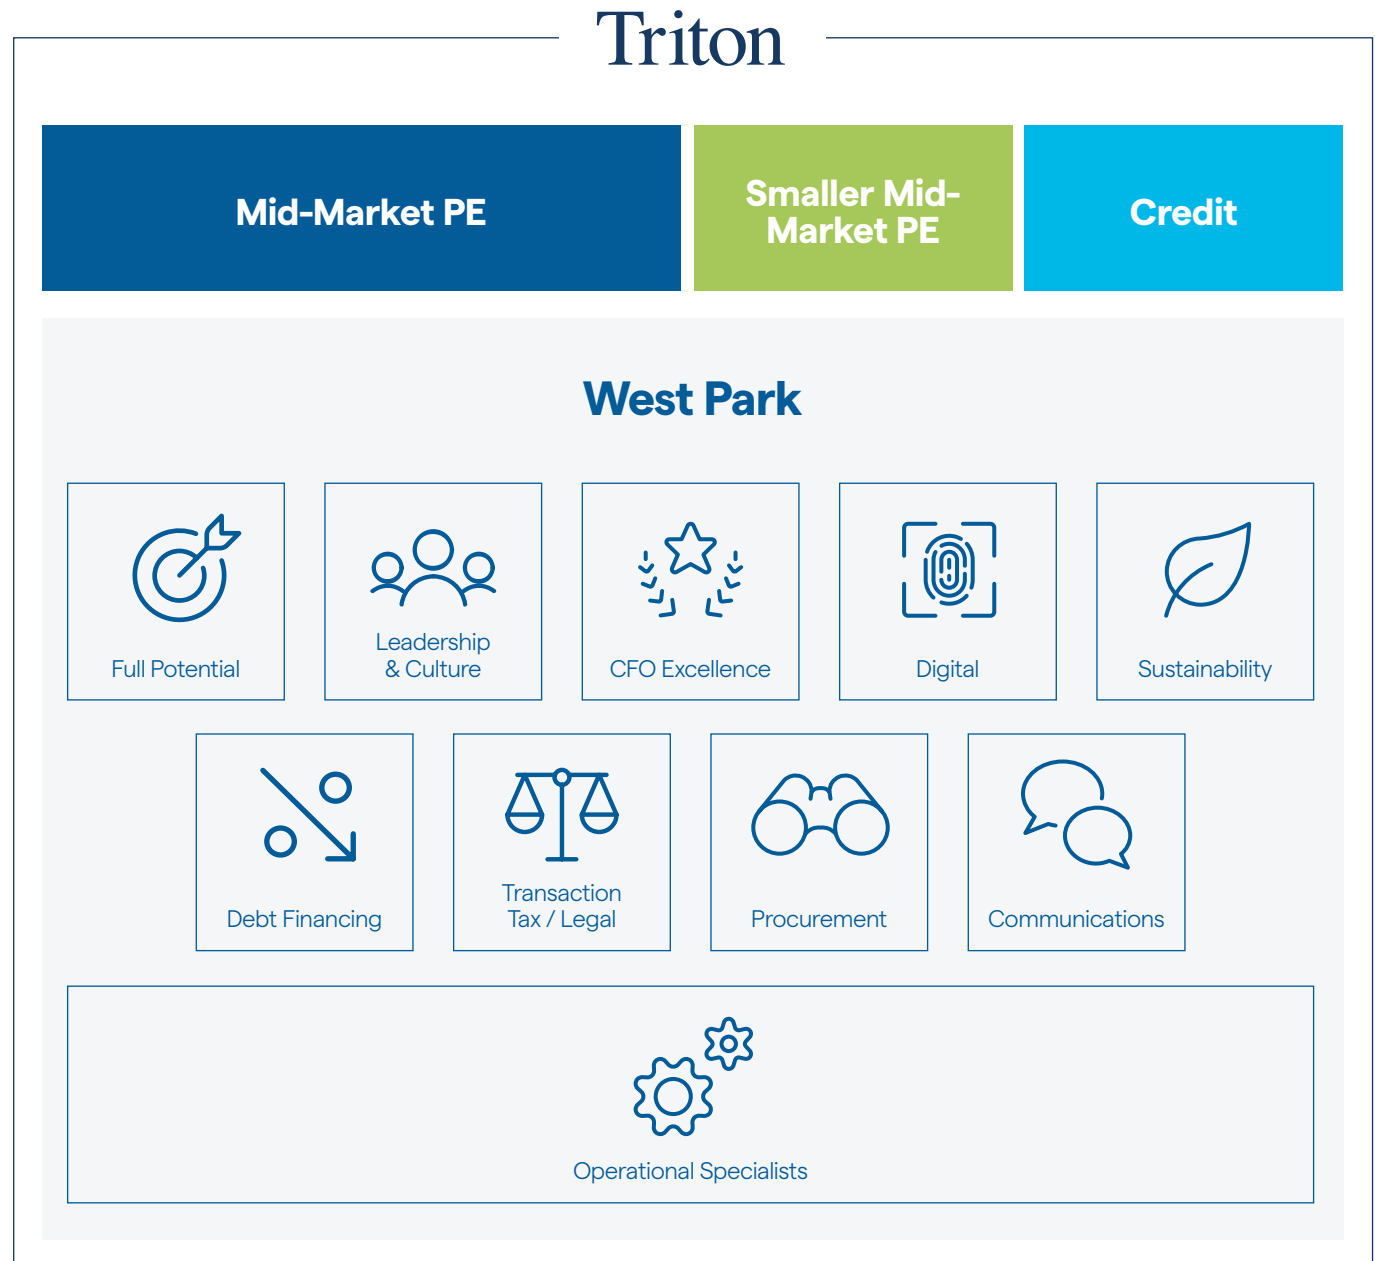 Triton
Mid-Market PE
Smaller Mid-
Market PE
Credit
West Park
Full Potential
Leadership
& Culture
CFO Excellence
Digital
Sustainability
Debt Financing
Transaction
Tax / Legal
Procurement
Communications
Operational Specialists